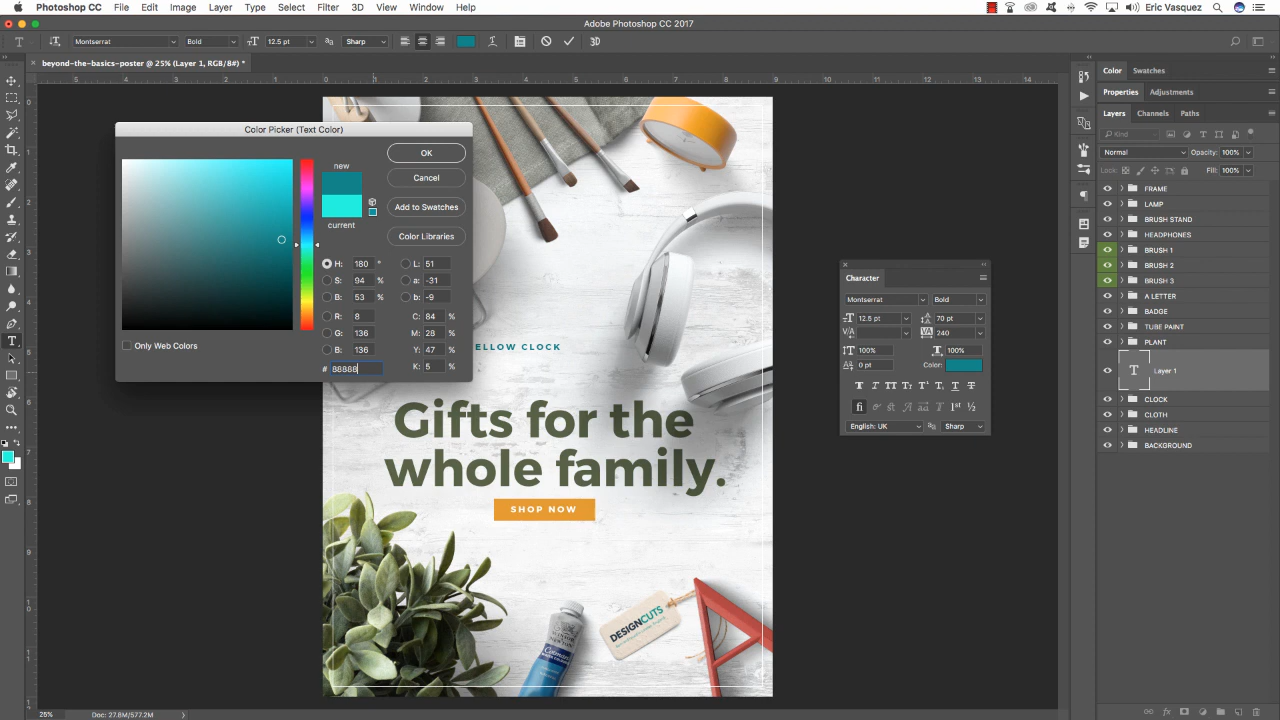 Photoshop CC File Edit Image Layer Type Select Filter 3D View Window Help Eric Vasquez
Adobe Photoshop CC 2017
Montserrat Bold 12.5 pt Sharp 3D
beyond-the-basics-poster @ 25% (Layer 1, RGB/8#) *
Color Swatches
Properties Adjustments
Layers Channels Paths
Kind
Normal Opacity: 100%
Lock: Fill: 100%
FRAME
LAMP
BRUSH STAND
HEADPHONES
BRUSH 1
BRUSH 2
BRUSH 3
A LETTER
BADGE
TUBE PAINT
PLANT
Layer 1
CLOCK
CLOTH
HEADLINE
BACKGROUND
Color Picker (Text Color)
new
current
OK
Cancel
Add to Swatches
Color Libraries
H: 180 ° L: 51
S: 94 % a: -31
B: 53 % b: -9
R: 8 C: 84 %
G: 136 M: 28 %
B: 136 Y: 47 %
# 88888 K: 5 %
Only Web Colors
Character
Montserrat Bold
12.5 pt 70 pt
240
100% 100%
0 pt Color:
English: UK Sharp
ELLOW CLOCK
Gifts for the
whole family.
SHOP NOW
DESIGNCUTS
25% Doc: 27.8M/577.2M